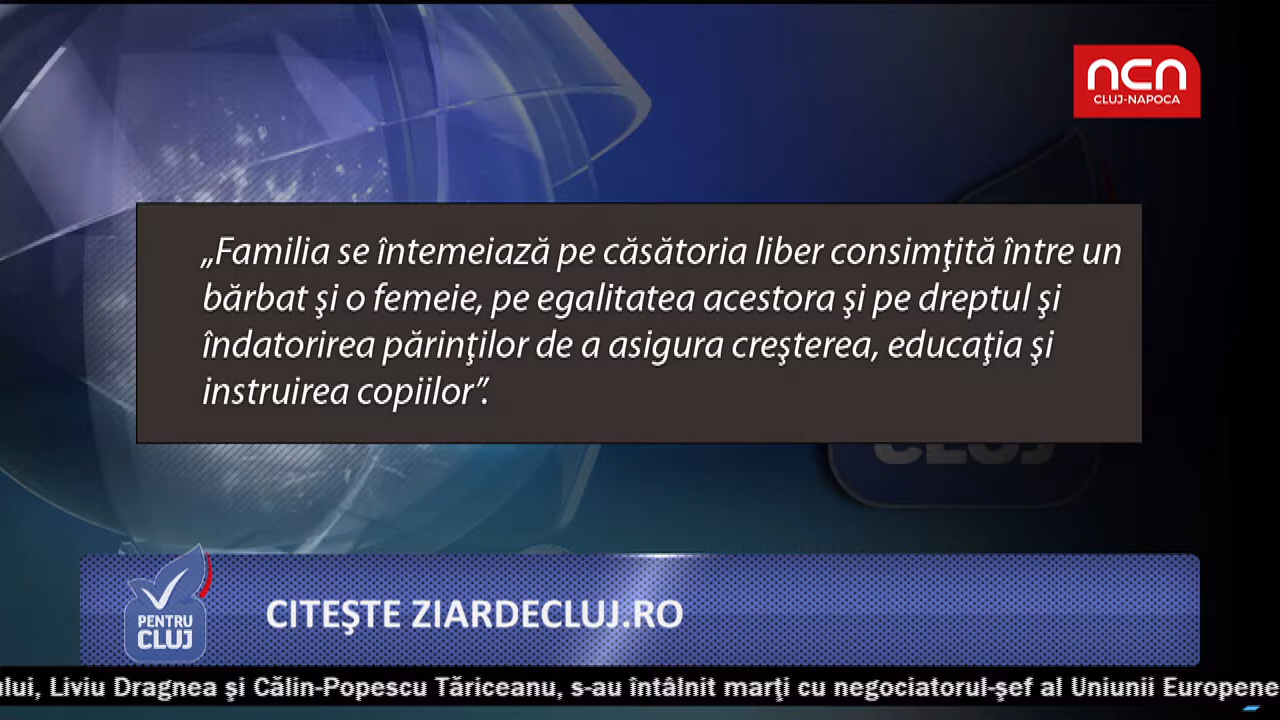 ncn
CLUJ-NAPOCA
„Familia se întemeiază pe căsătoria liber consimţită între un
bărbat şi o femeie, pe egalitatea acestora şi pe dreptul şi
îndatorirea părinţilor de a asigura creşterea, educaţia şi
instruirea copiilor”.
CLUJ
PENTRU
CLUJ
CITEŞTE ZIARDECLUJ.RO
lui, Liviu Dragnea şi Călin-Popescu Tăriceanu, s-au întâlnit marţi cu negociatorul-şef al Uniunii Europene